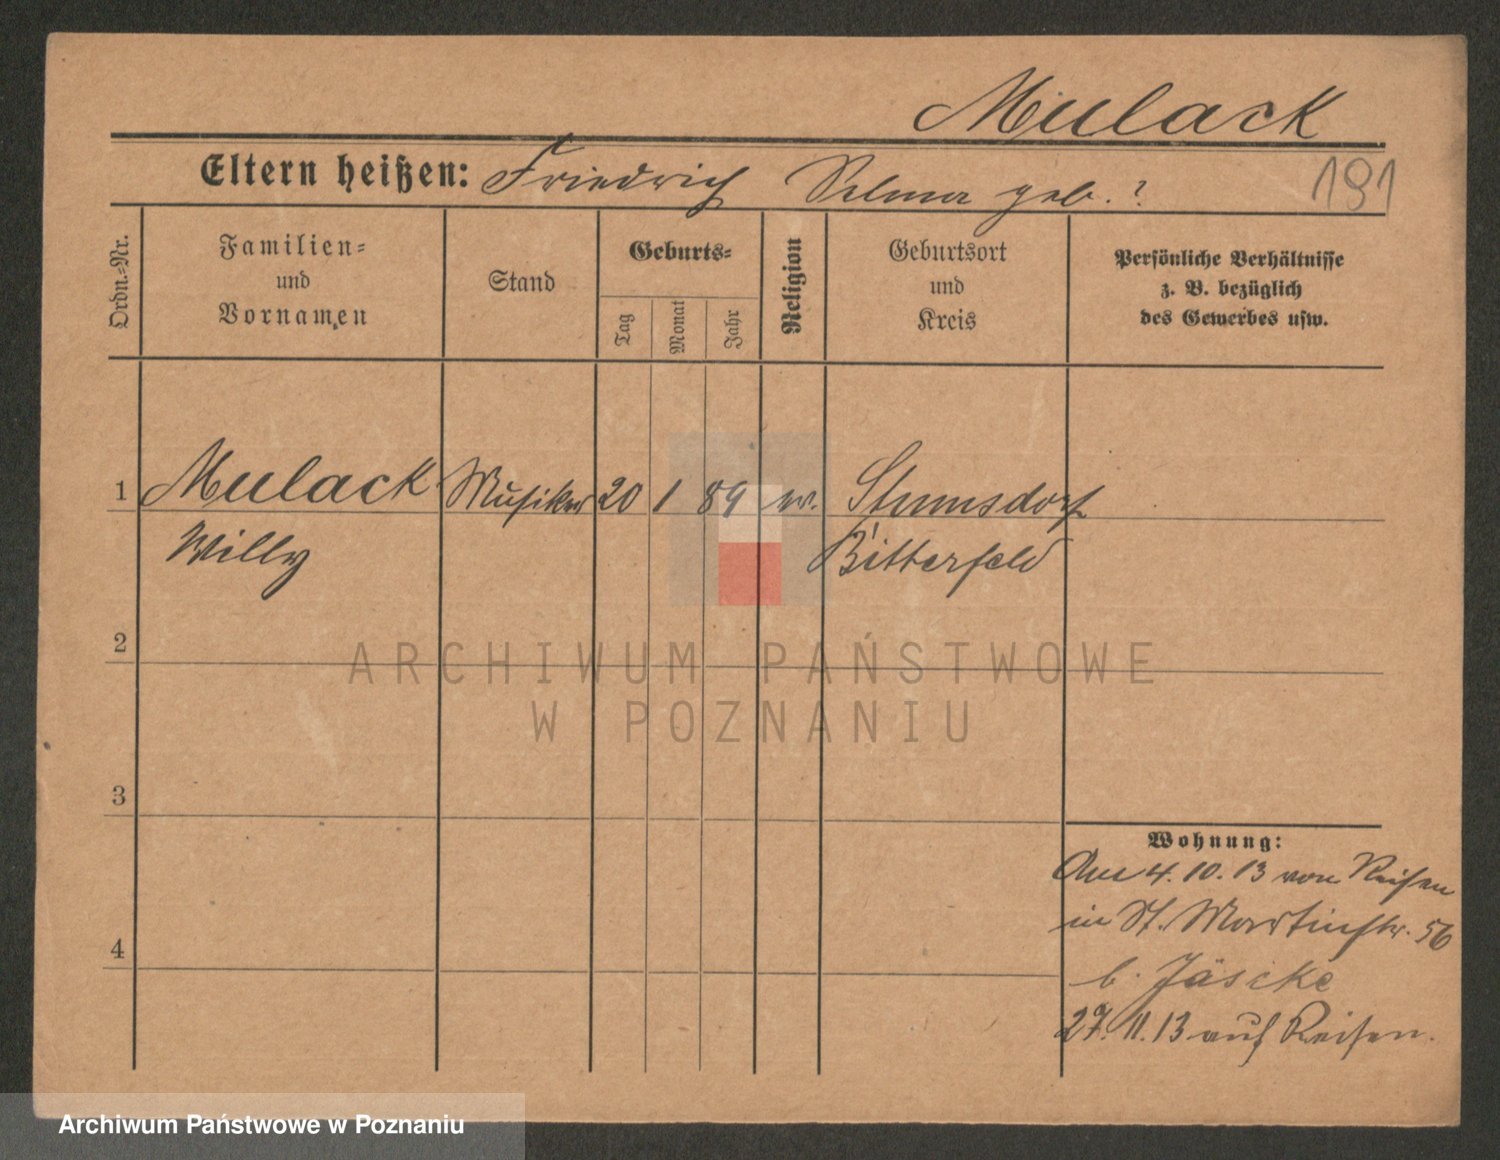 Mulack
Eltern heißen: Friedrich Selma geb. ?
191
Ordn.=Nr.
Familien=
und
Vornamen
Stand
Geburts=
Tag
Monat
Jahr
Religion
Geburtsort
und
Kreis
Persönliche Verhältnisse
z. B. bezüglich
des Gewerbes usw.
1 Mulack Musiker 20 1 89 ev. Stumsdorf
Willy Bitterfeld
2
ARCHIWUM PAŃSTWOWE
W POZNANIU
3
Wohnung:
4. 10. 13 von Reisen
in St. Martinstr. 56
4
b. Jäscke
27. 11. 13 auf Reisen.
Archiwum Państwowe w Poznaniu